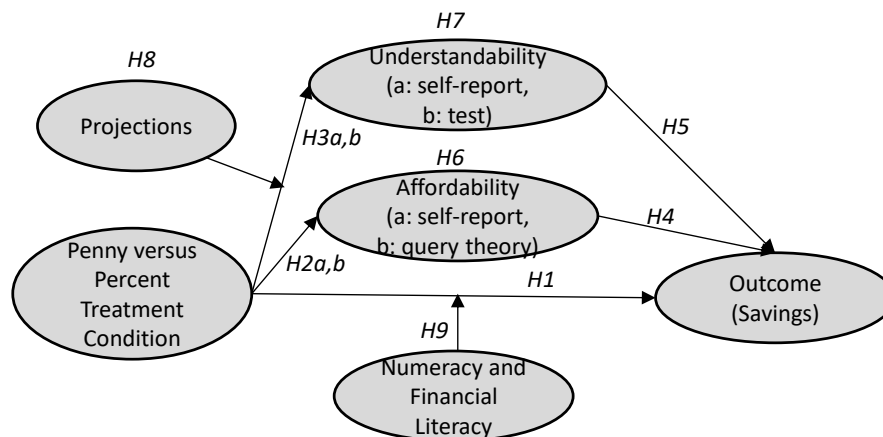 H7
Understandability
(a: self-report,
b: test)
H8
Projections
H3a,b
H5
H6
Affordability
(a: self-report,
b: query theory)
H4
H2a,b
Penny versus
Percent
Treatment
Condition
H1
Outcome
(Savings)
H9
Numeracy and
Financial
Literacy